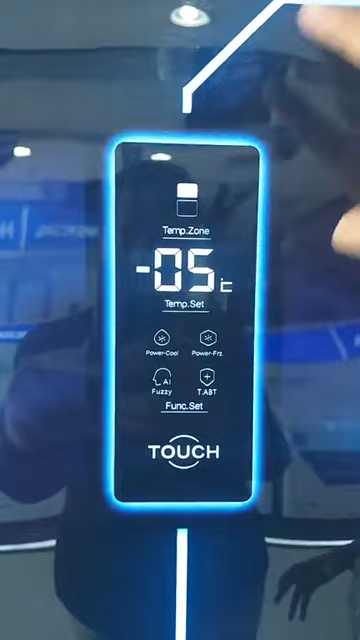 Temp.Zone
-05℃
Temp.Set
Power-Cool Power-Frz.
AI
Fuzzy T.ABT
Func.Set
TOUCH